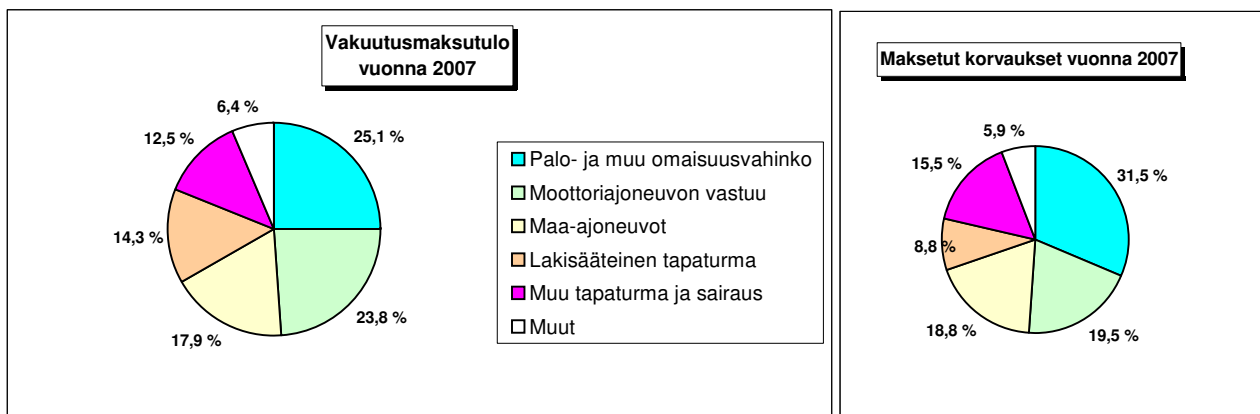 Vakuutusmaksutulo
vuonna 2007
6,4 %
25,1 %
12,5 %
14,3 %
17,9 %
23,8 %
Palo- ja muu omaisuusvahinko
Moottoriajoneuvon vastuu
Maa-ajoneuvot
Lakisääteinen tapaturma
Muu tapaturma ja sairaus
Muut
Maksetut korvaukset vuonna 2007
5,9 %
15,5 %
31,5 %
8,8 %
18,8 %
19,5 %